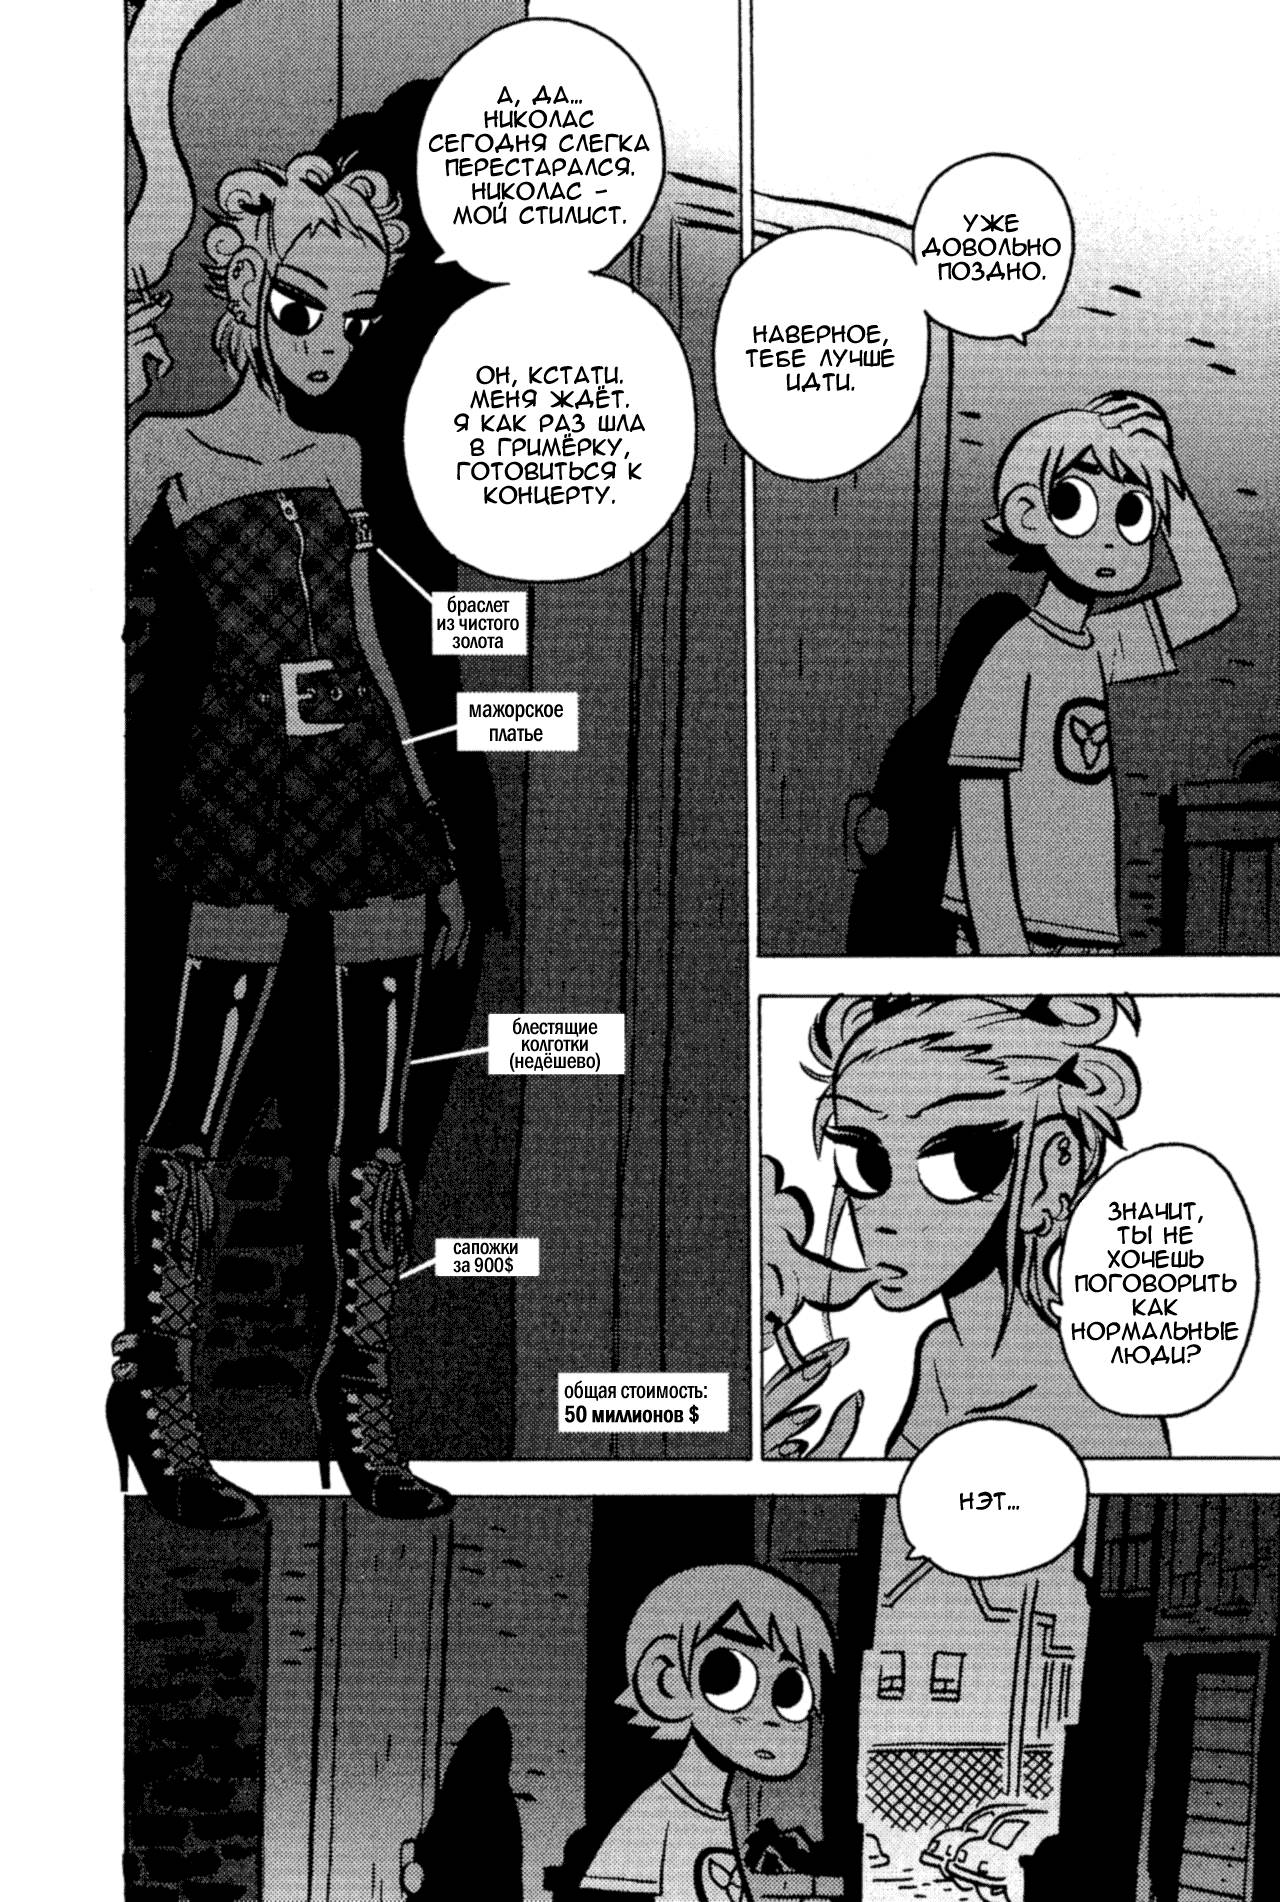 А, ДА...
НИКОЛАС
СЕГОДНЯ СЛЕГКА
ПЕРЕСТАРАЛСЯ.
НИКОЛАС –
МОЙ СТИЛИСТ.
ОН, КСТАТИ.
МЕНЯ ЖДЁТ.
Я КАК РАЗ ШЛА
В ГРИМЁРКУ,
ГОТОВИТЬСЯ К
КОНЦЕРТУ.
браслет
из чистого
золота
мажорское
платье
блестящие
колготки
(недёшево)
сапожки
за 900$
общая стоимость:
50 миллионов $
УЖЕ
ДОВОЛЬНО
ПОЗДНО.
НАВЕРНОЕ,
ТЕБЕ ЛУЧШЕ
ИДТИ.
ЗНАЧИТ,
ТЫ НЕ
ХОЧЕШЬ
ПОГОВОРИТЬ
КАК
НОРМАЛЬНЫЕ
ЛЮДИ?
НЭТ...